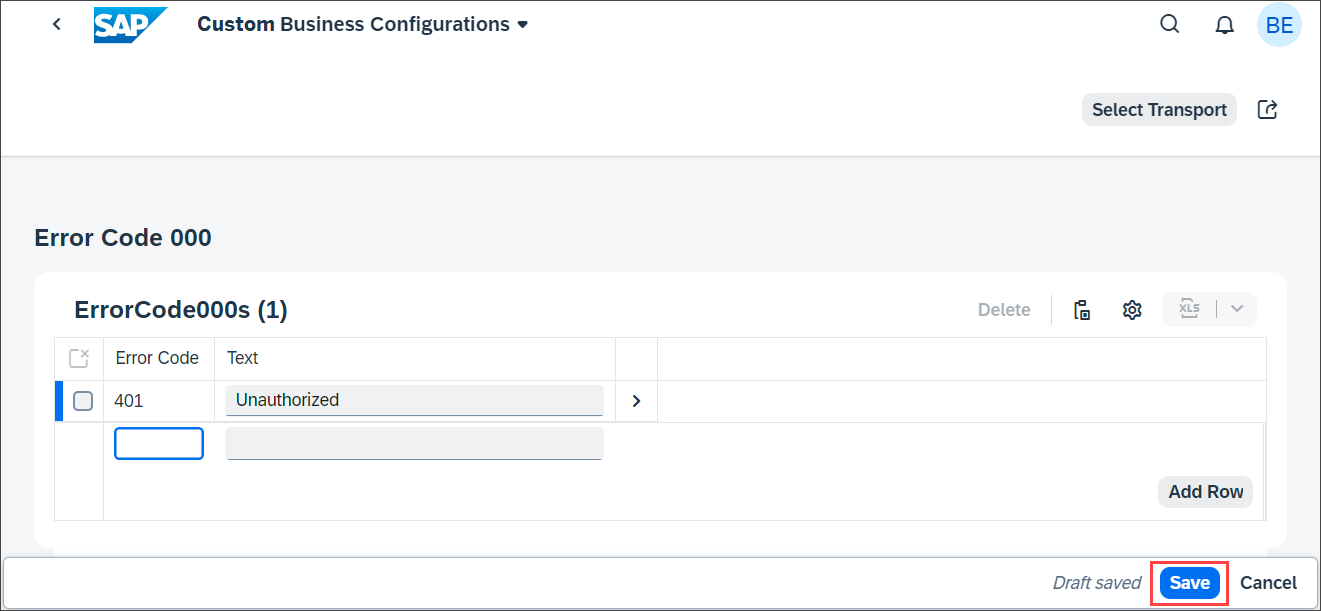 SAP Custom Business Configurations BE
Select Transport
Error Code 000
ErrorCode000s (1) Delete XLS
Error Code Text
401 Unauthorized
Add Row
Draft saved Save Cancel